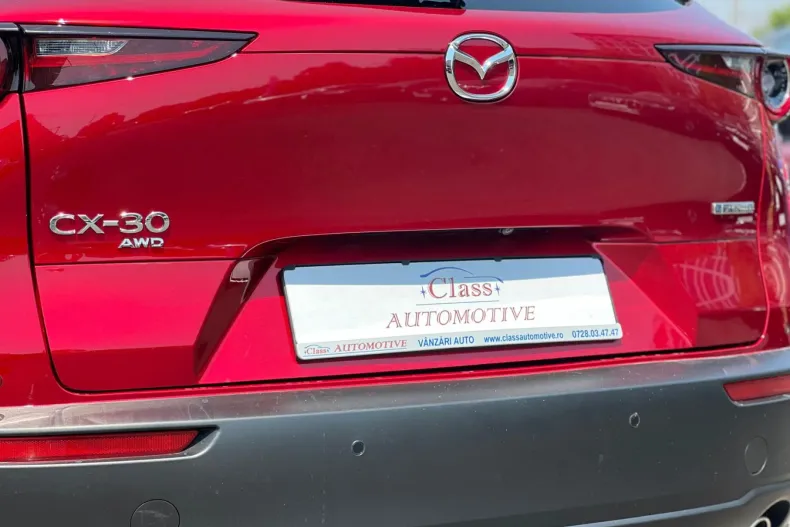 CX-30
AWD
Class
AUTOMOTIVE
Class AUTOMOTIVE VÂNZĂRI AUTO www.classautomotive.ro 0728.03.47.47